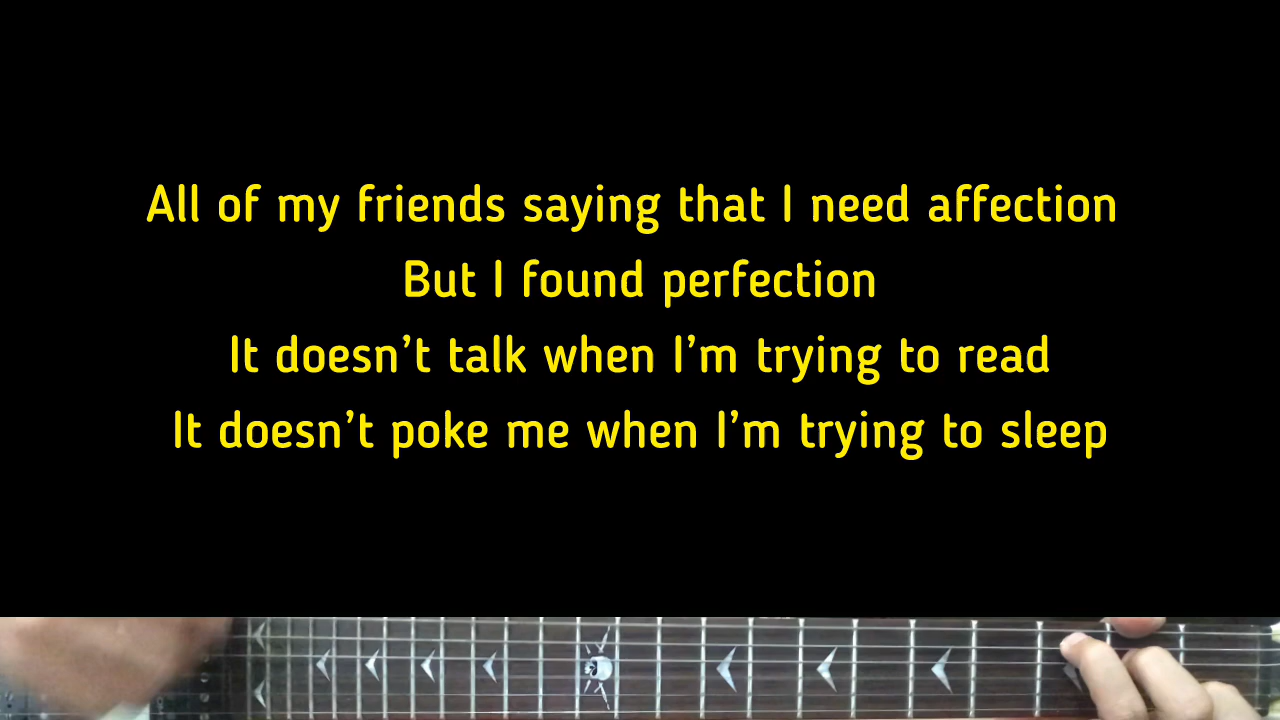 All of my friends saying that I need affection
But I found perfection
It doesn’t talk when I’m trying to read
It doesn’t poke me when I’m trying to sleep